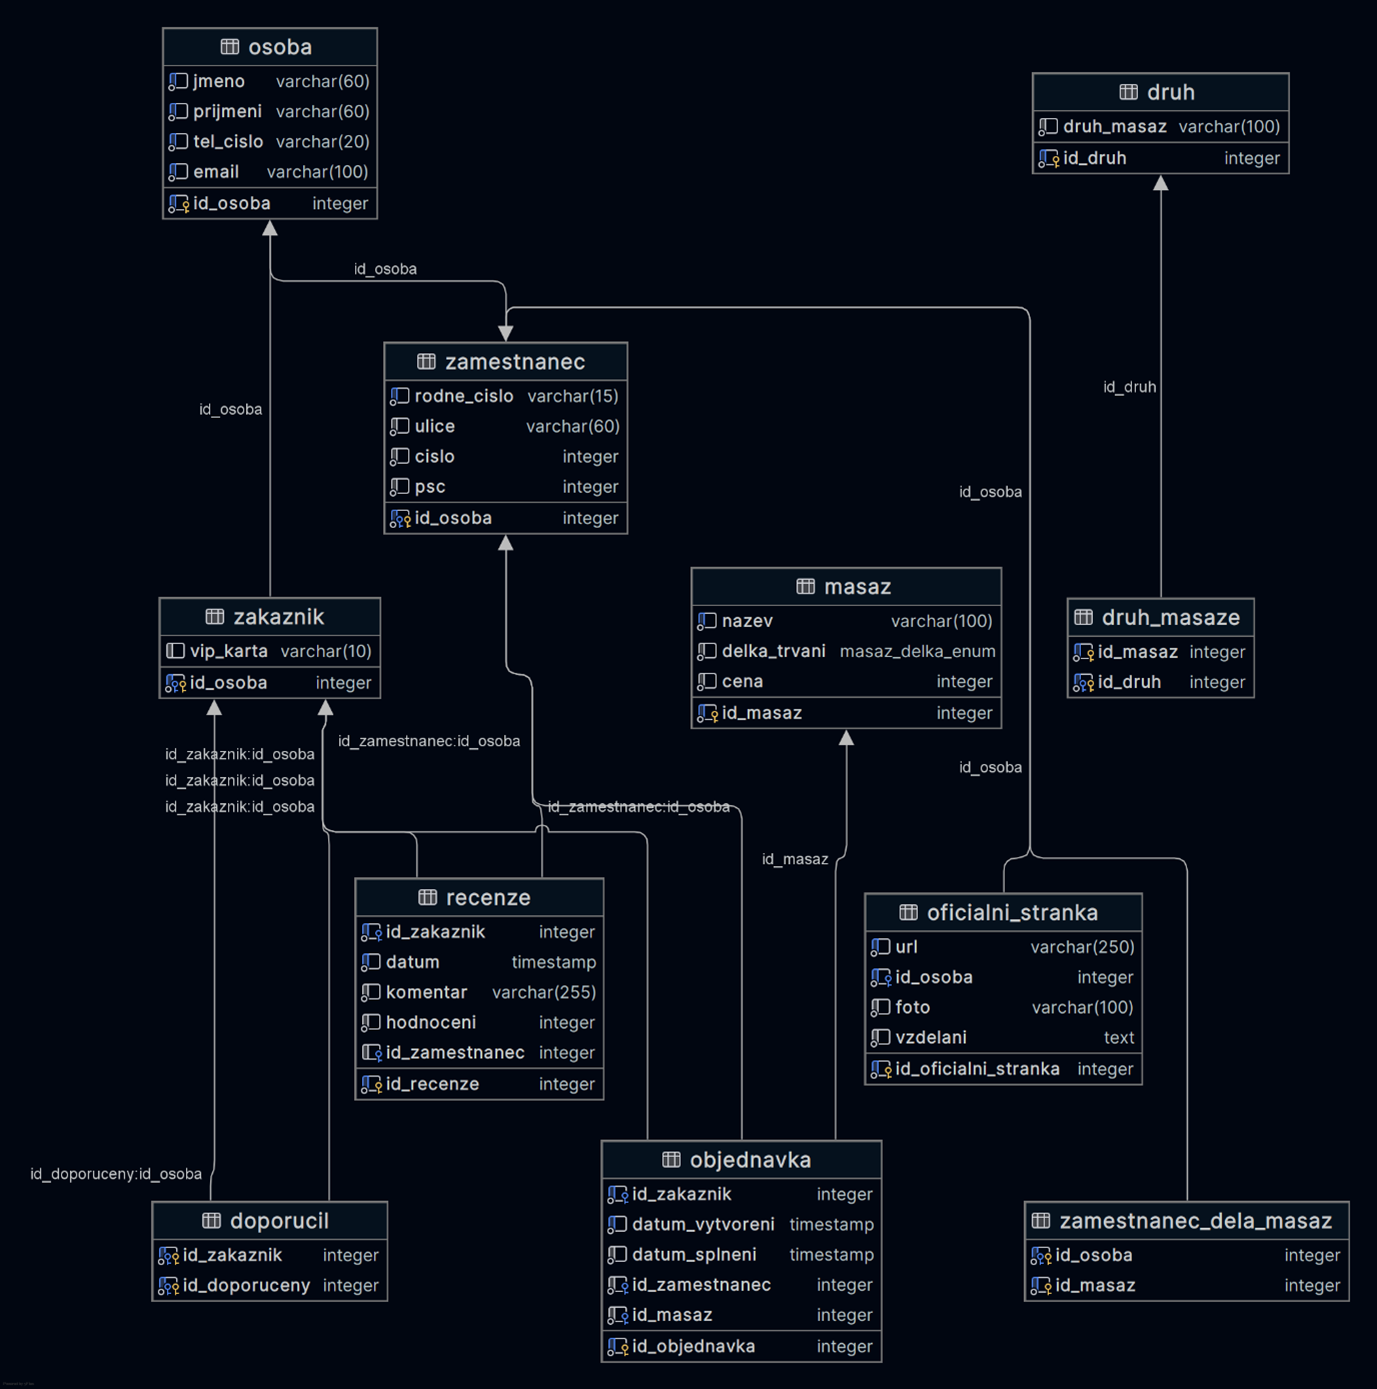 osoba
jmeno varchar(60)
prijmeni varchar(60)
tel_cislo varchar(20)
email varchar(100)
id_osoba integer
druh
druh_masaz varchar(100)
id_druh integer
id_osoba
zamestnanec
rodne_cislo varchar(15)
ulice varchar(60)
cislo integer
psc integer
id_osoba integer
id_druh
id_osoba
id_osoba
masaz
nazev varchar(100)
delka_trvani masaz_delka_enum
cena integer
id_masaz integer
zakaznik
vip_karta varchar(10)
id_osoba integer
druh_masaze
id_masaz integer
id_druh integer
id_zamestnanec:id_osoba
id_zakaznik:id_osoba
id_zakaznik:id_osoba
id_zakaznik:id_osoba
id_zamestnanec:id_osoba
id_osoba
id_masaz
recenze
id_zakaznik integer
datum timestamp
komentar varchar(255)
hodnoceni integer
id_zamestnanec integer
id_recenze integer
oficialni_stranka
url varchar(250)
id_osoba integer
foto varchar(100)
vzdelani text
id_oficialni_stranka integer
id_doporuceny:id_osoba
doporucil
id_zakaznik integer
id_doporuceny integer
objednavka
id_zakaznik integer
datum_vytvoreni timestamp
datum_splneni timestamp
id_zamestnanec integer
id_masaz integer
id_objednavka integer
zamestnanec_dela_masaz
id_osoba integer
id_masaz integer